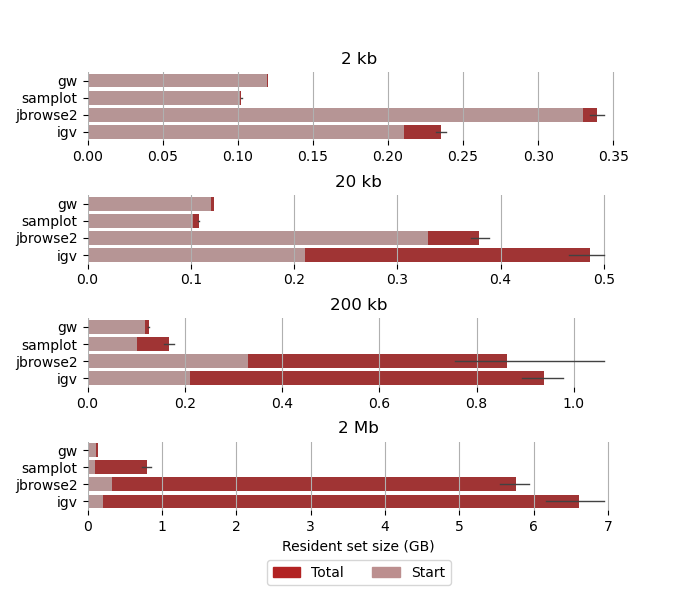 2 kb
gw
samplot
jbrowse2
igv
0.00 0.05 0.10 0.15 0.20 0.25 0.30 0.35
20 kb
gw
samplot
jbrowse2
igv
0.0 0.1 0.2 0.3 0.4 0.5
200 kb
gw
samplot
jbrowse2
igv
0.0 0.2 0.4 0.6 0.8 1.0
2 Mb
gw
samplot
jbrowse2
igv
0 1 2 3 4 5 6 7
Resident set size (GB)
Total Start